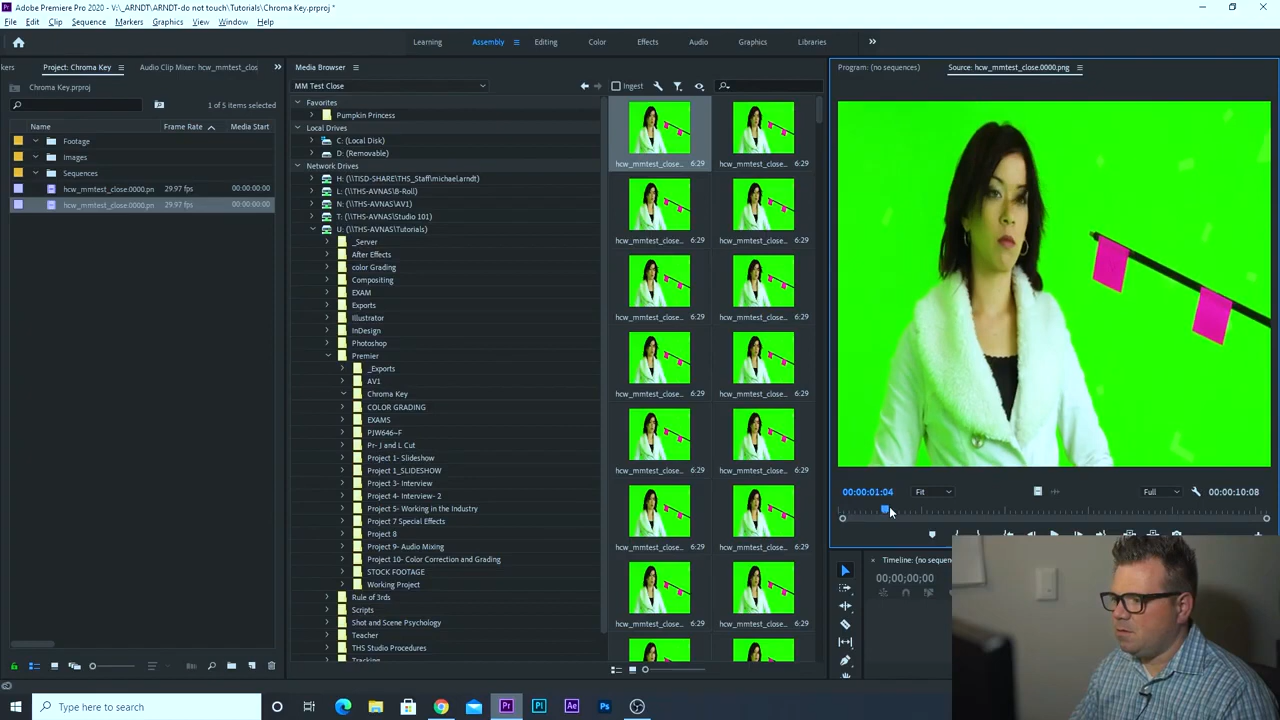 Adobe Premiere Pro 2020 - V:\_ARNDT\ARNDT-do not touch\Tutorials\Chroma Key.prproj *
File Edit Clip Sequence Markers Graphics View Window Help
Learning Assembly Editing Color Effects Audio Graphics Libraries
kers Project: Chroma Key Audio Clip Mixer: hcw_mmtest_clos
Chroma Key.prproj
1 of 5 items selected
Name Frame Rate Media Start
Footage
Images
Sequences
hcw_mmtest_close.0000.pn 29.97 fps 00:00:00:00
hcw_mmtest_close.0000.pn 29.97 fps 00:00:00:00
Media Browser
MM Test Close
Ingest
Favorites
Pumpkin Princess
Local Drives
C: (Local Disk)
D: (Removable)
Network Drives
H: (\\TISD-SHARE\THS_Staff\michael.arndt)
L: (\\THS-AVNAS\B-Roll)
N: (\\THS-AVNAS\AV1)
T: (\\THS-AVNAS\Studio 101)
U: (\\THS-AVNAS\Tutorials)
_Server
After Effects
color Grading
Compositing
EXAM
Exports
Illustrator
InDesign
Photoshop
Premier
_Exports
AV1
Chroma Key
COLOR GRADING
EXAMS
PJW646~F
Pr- J and L Cut
Project 1- Slideshow
Project 1_SLIDESHOW
Project 3- Interview
Project 4- Interview- 2
Project 5- Working in the Industry
Project 7 Special Effects
Project 8
Project 9- Audio Mixing
Project 10- Color Correction and Grading
STOCK FOOTAGE
Working Project
Rule of 3rds
Scripts
Shot and Scene Psychology
Teacher
THS Studio Procedures
Tracking
hcw_mmtest_close... 6:29 hcw_mmtest_close... 6:29
hcw_mmtest_close... 6:29 hcw_mmtest_close... 6:29
hcw_mmtest_close... 6:29 hcw_mmtest_close... 6:29
hcw_mmtest_close... 6:29 hcw_mmtest_close... 6:29
hcw_mmtest_close... 6:29 hcw_mmtest_close... 6:29
hcw_mmtest_close... 6:29 hcw_mmtest_close... 6:29
hcw_mmtest_close... 6:29 hcw_mmtest_close... 6:29
Program: (no sequences) Source: hcw_mmtest_close.0000.png
00:00:01:04 Fit Full 00:00:10:08
Timeline: (no sequen
00;00;00;00
Type here to search
Pr Pl Ae Ps